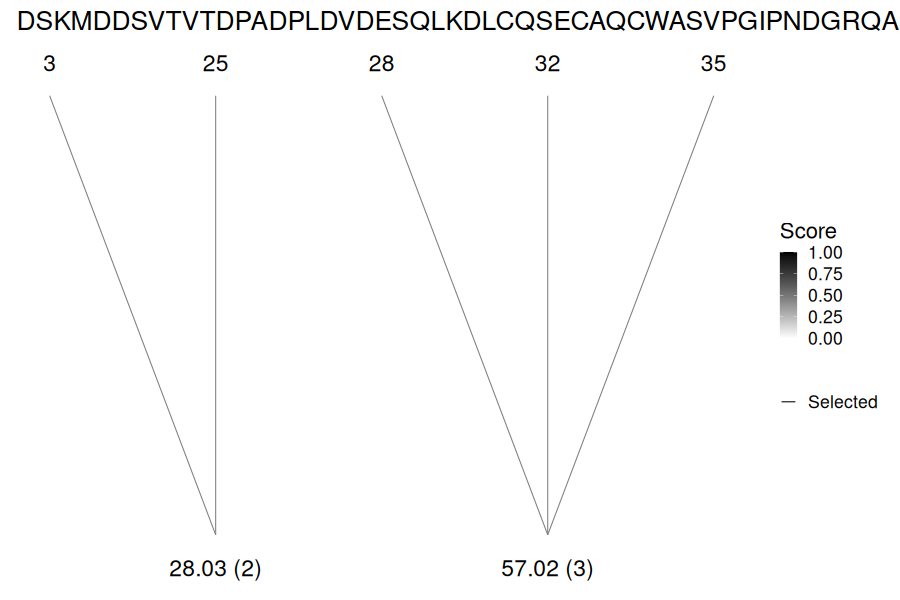 DSKMDDSVTVTDPADPLDVDESQLKDLCQSECAQCWASVPGIPNDGRQA
3 25 28 32 35
Score
1.00
0.75
0.50
0.25
0.00
Selected
28.03 (2) 57.02 (3)